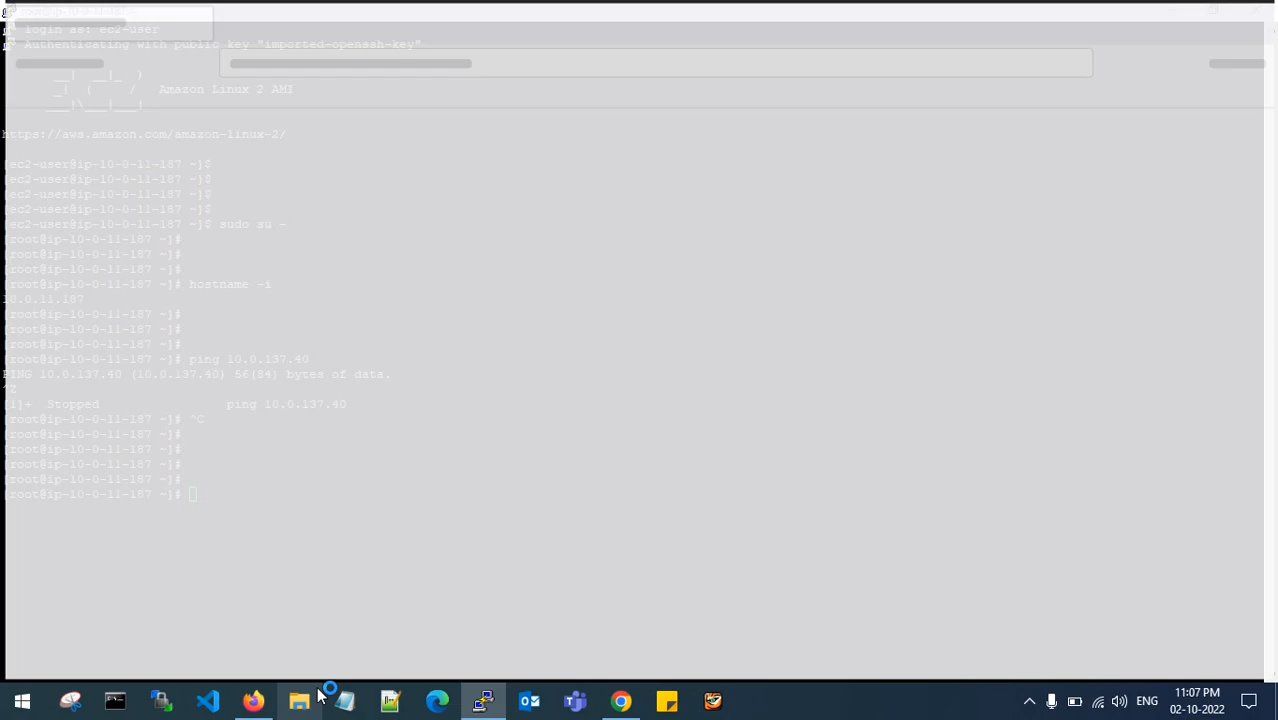 login as: ec2-user
Authenticating with public key "imported-openssh-key"
__|  __|_  )
_|  (     /   Amazon Linux 2 AMI
___|\___|___|
https://aws.amazon.com/amazon-linux-2/
[ec2-user@ip-10-0-11-187 ~]$
[ec2-user@ip-10-0-11-187 ~]$
[ec2-user@ip-10-0-11-187 ~]$
[ec2-user@ip-10-0-11-187 ~]$
[ec2-user@ip-10-0-11-187 ~]$ sudo su -
[root@ip-10-0-11-187 ~]#
[root@ip-10-0-11-187 ~]#
[root@ip-10-0-11-187 ~]#
[root@ip-10-0-11-187 ~]# hostname -i
10.0.11.187
[root@ip-10-0-11-187 ~]#
[root@ip-10-0-11-187 ~]#
[root@ip-10-0-11-187 ~]#
[root@ip-10-0-11-187 ~]# ping 10.0.137.40
PING 10.0.137.40 (10.0.137.40) 56(84) bytes of data.
^Z
[1]+  Stopped                 ping 10.0.137.40
[root@ip-10-0-11-187 ~]# ^C
[root@ip-10-0-11-187 ~]#
[root@ip-10-0-11-187 ~]#
[root@ip-10-0-11-187 ~]#
[root@ip-10-0-11-187 ~]#
[root@ip-10-0-11-187 ~]#
ENG
11:07 PM
02-10-2022